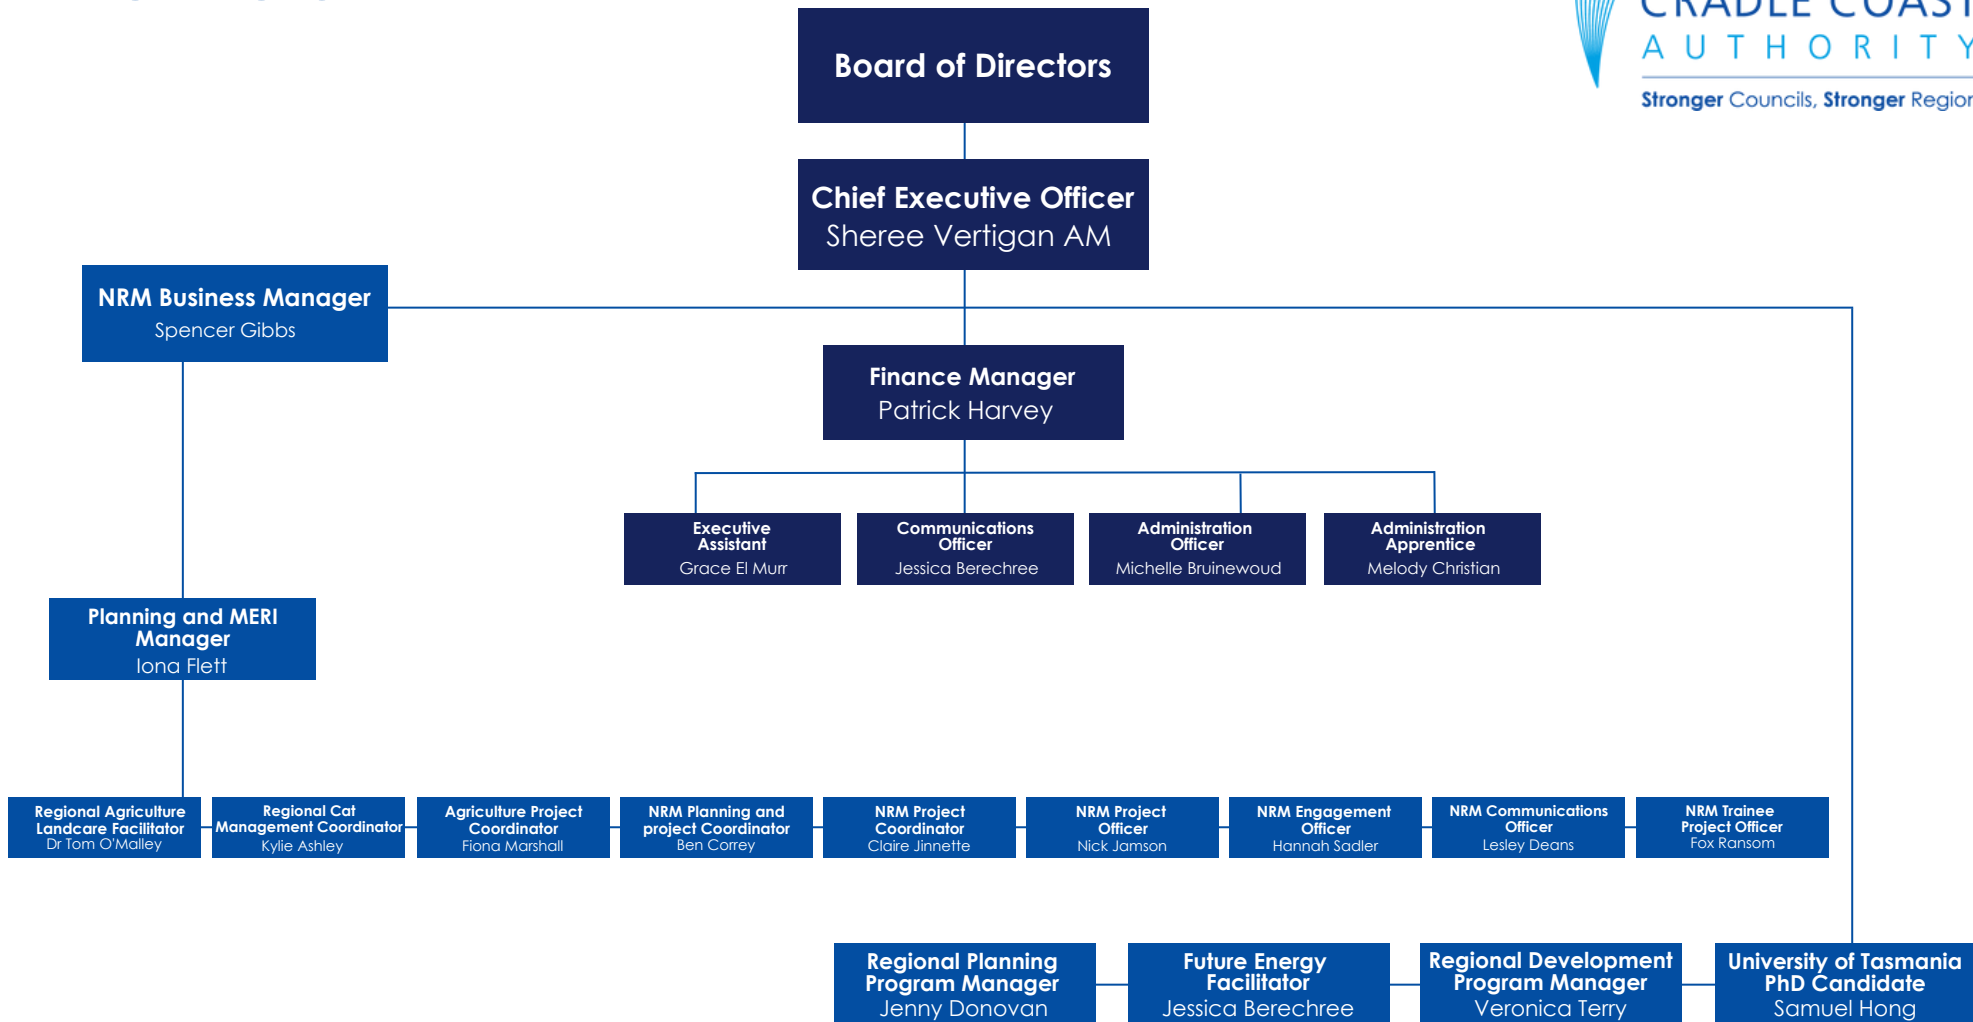 CRADLE COAST
AUTHORITY
Stronger Councils, Stronger Region
Board of Directors
Chief Executive Officer
Sheree Vertigan AM
NRM Business Manager
Spencer Gibbs
Finance Manager
Patrick Harvey
Executive
Assistant
Grace El Murr
Communications
Officer
Jessica Berechree
Administration
Officer
Michelle Bruinewoud
Administration
Apprentice
Melody Christian
Planning and MERI
Manager
Iona Flett
Regional Agriculture
Landcare Facilitator
Dr Tom O'Malley
Regional Cat
Management Coordinator
Kylie Ashley
Agriculture Project
Coordinator
Fiona Marshall
NRM Planning and
project Coordinator
Ben Correy
NRM Project
Coordinator
Claire Jinnette
NRM Project
Officer
Nick Jamson
NRM Engagement
Officer
Hannah Sadler
NRM Communications
Officer
Lesley Deans
NRM Trainee
Project Officer
Fox Ransom
Regional Planning
Program Manager
Jenny Donovan
Future Energy
Facilitator
Jessica Berechree
Regional Development
Program Manager
Veronica Terry
University of Tasmania
PhD Candidate
Samuel Hong